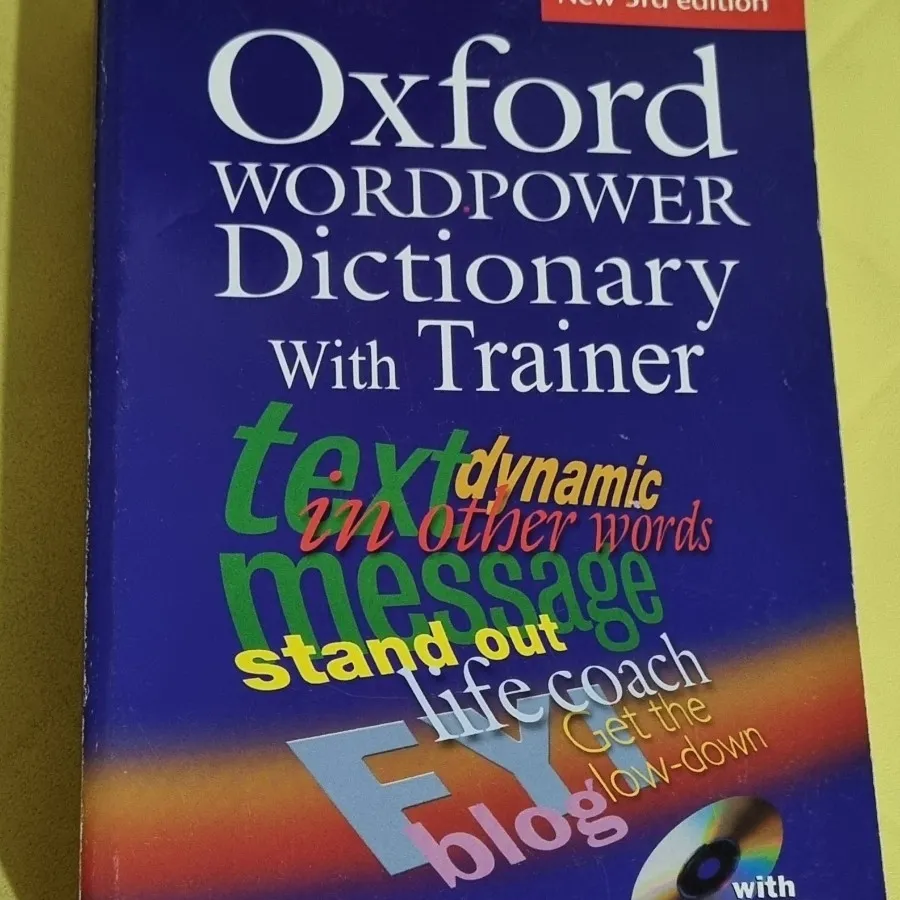 New 3rd edition
Oxford
WORDPOWER
Dictionary
With Trainer
text
dynamic
in other words
message
stand out
life coach
FYI
Get the
low-down
blog
with